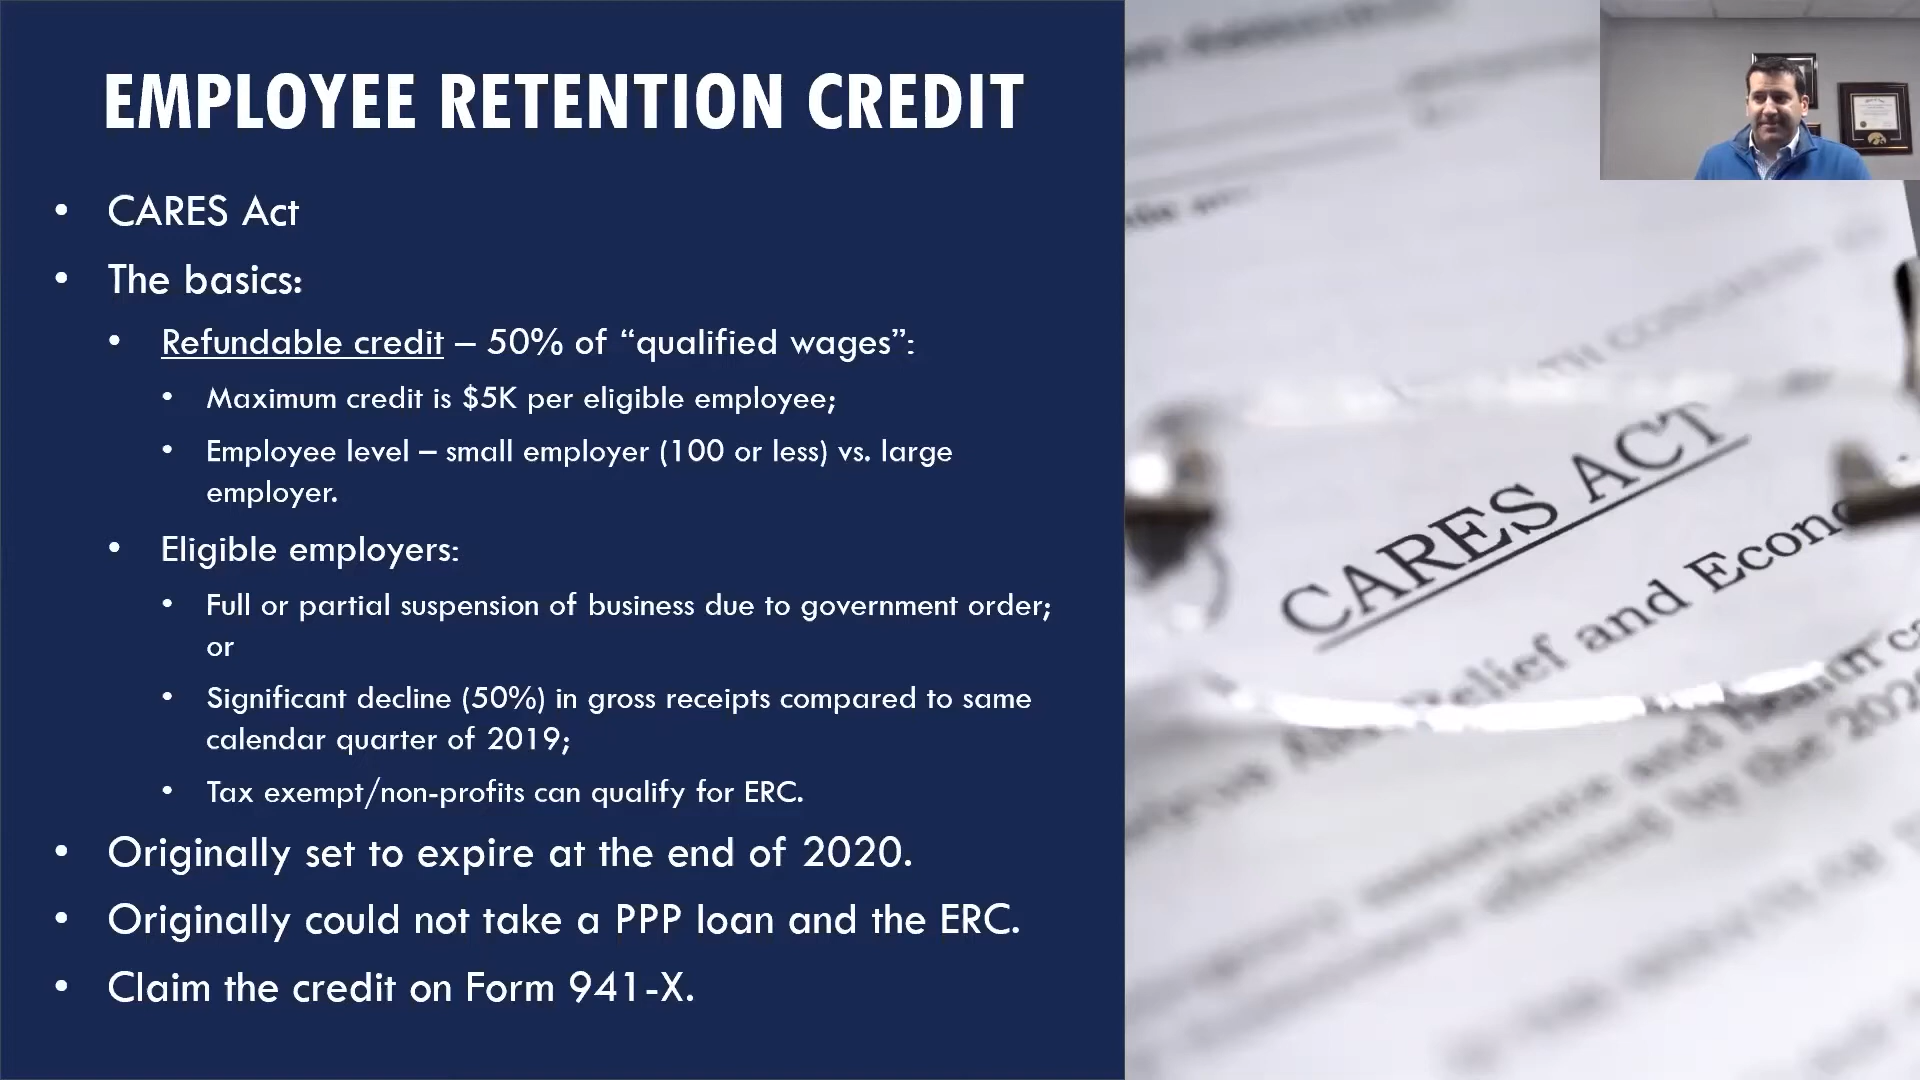 EMPLOYEE RETENTION CREDIT
• CARES Act
• The basics:
• Refundable credit – 50% of “qualified wages”:
• Maximum credit is $5K per eligible employee;
• Employee level – small employer (100 or less) vs. large
employer.
• Eligible employers:
• Full or partial suspension of business due to government order;
or
• Significant decline (50%) in gross receipts compared to same
calendar quarter of 2019;
• Tax exempt/non-profits can qualify for ERC.
• Originally set to expire at the end of 2020.
• Originally could not take a PPP loan and the ERC.
• Claim the credit on Form 941-X.
CARES ACT
Relief and Econo